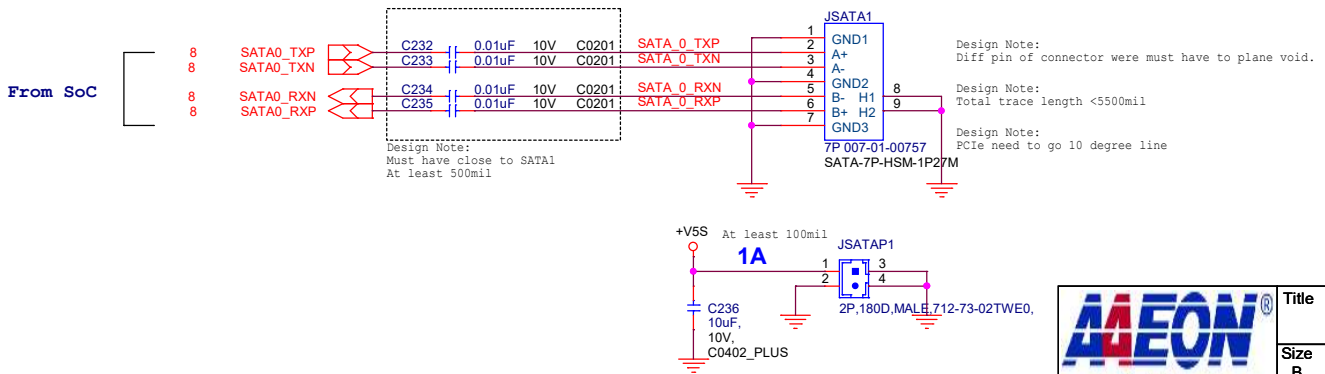 From SoC
8 SATA0_TXP C232 0.01uF 10V C0201 SATA_0_TXP
8 SATA0_TXN C233 0.01uF 10V C0201 SATA_0_TXN
8 SATA0_RXN C234 0.01uF 10V C0201 SATA_0_RXN
8 SATA0_RXP C235 0.01uF 10V C0201 SATA_0_RXP
Design Note:
Must have close to SATA1
At least 500mil
JSATA1
1 GND1
2 A+
3 A-
4 GND2
5 B- H1 8
6 B+ H2 9
7 GND3
7P 007-01-00757
SATA-7P-HSM-1P27M
Design Note:
Diff pin of connector were must have to plane void.
Design Note:
Total trace length <5500mil
Design Note:
PCIe need to go 10 degree line
+V5S At least 100mil
1A
JSATAP1
1 3
2 4
2P,180D,MALE,712-73-02TWE0,
C236
10uF,
10V,
C0402_PLUS
AAEON ®
Title
Size
B